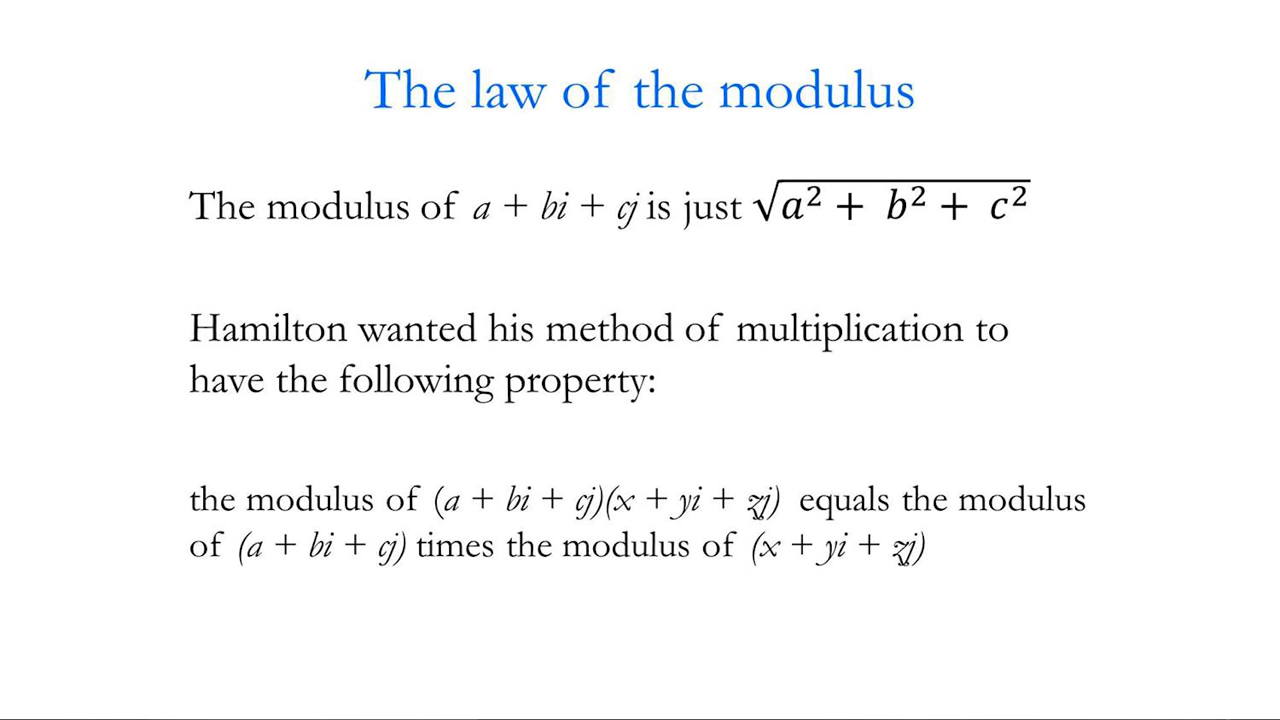 The law of the modulus
The modulus of a + bi + cj is just √a² + b² + c²
Hamilton wanted his method of multiplication to
have the following property:
the modulus of (a + bi + cj)(x + yi + zj) equals the modulus
of (a + bi + cj) times the modulus of (x + yi + zj)